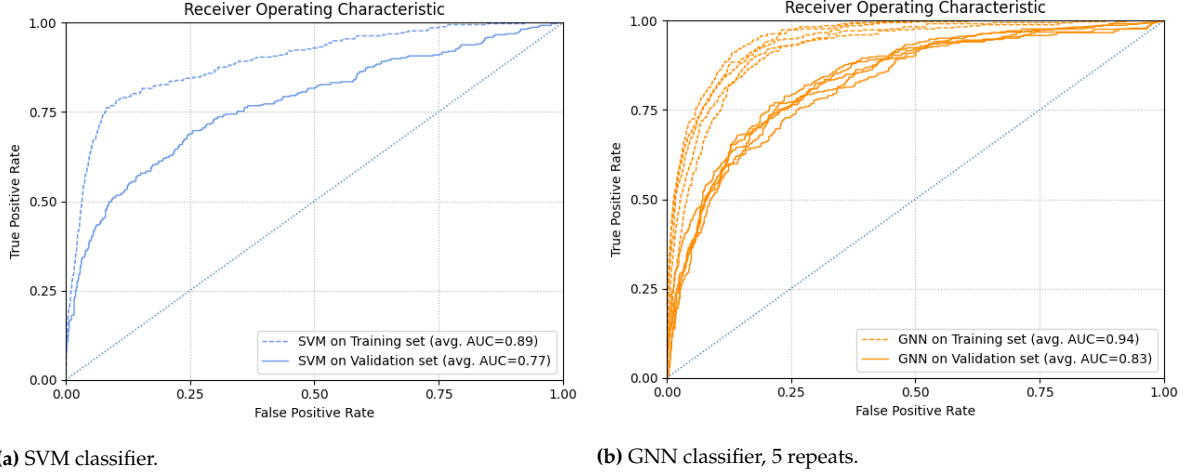 Receiver Operating Characteristic
1.00
0.75
0.50
0.25
0.00
True Positive Rate
SVM on Training set (avg. AUC=0.89)
SVM on Validation set (avg. AUC=0.77)
0.00 0.25 0.50 0.75 1.00
False Positive Rate
(a) SVM classifier.
Receiver Operating Characteristic
1.00
0.75
0.50
0.25
0.00
True Positive Rate
GNN on Training set (avg. AUC=0.94)
GNN on Validation set (avg. AUC=0.83)
0.00 0.25 0.50 0.75 1.00
False Positive Rate
(b) GNN classifier, 5 repeats.